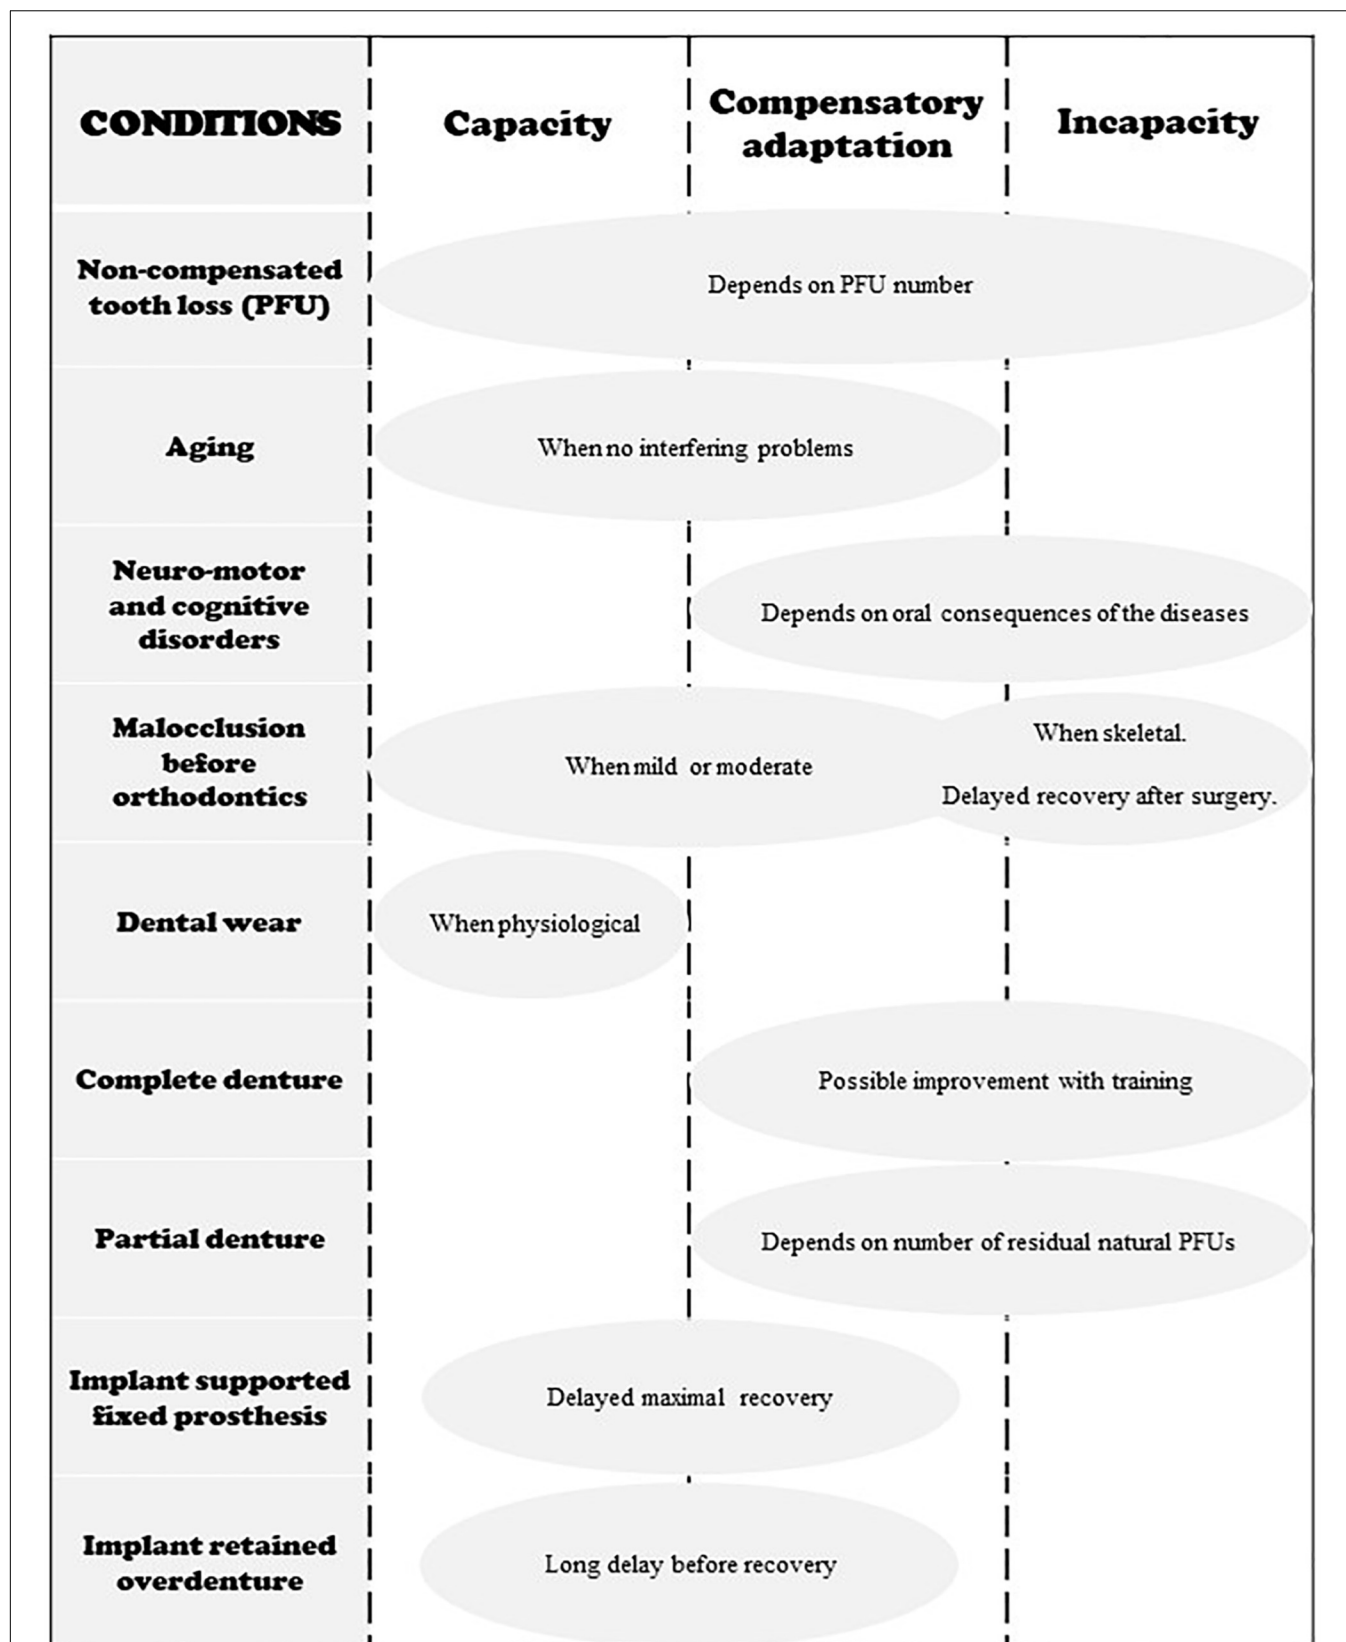 CONDITIONS
Capacity
Compensatory
adaptation
Incapacity
Non-compensated
tooth loss (PFU)
Depends on PFU number
Aging
When no interfering problems
Neuro-motor
and cognitive
disorders
Depends on oral consequences of the diseases
Malocclusion
before
orthodontics
When mild or moderate
When skeletal.
Delayed recovery after surgery.
Dental wear
When physiological
Complete denture
Possible improvement with training
Partial denture
Depends on number of residual natural PFUs
Implant supported
fixed prosthesis
Delayed maximal recovery
Implant retained
overdenture
Long delay before recovery